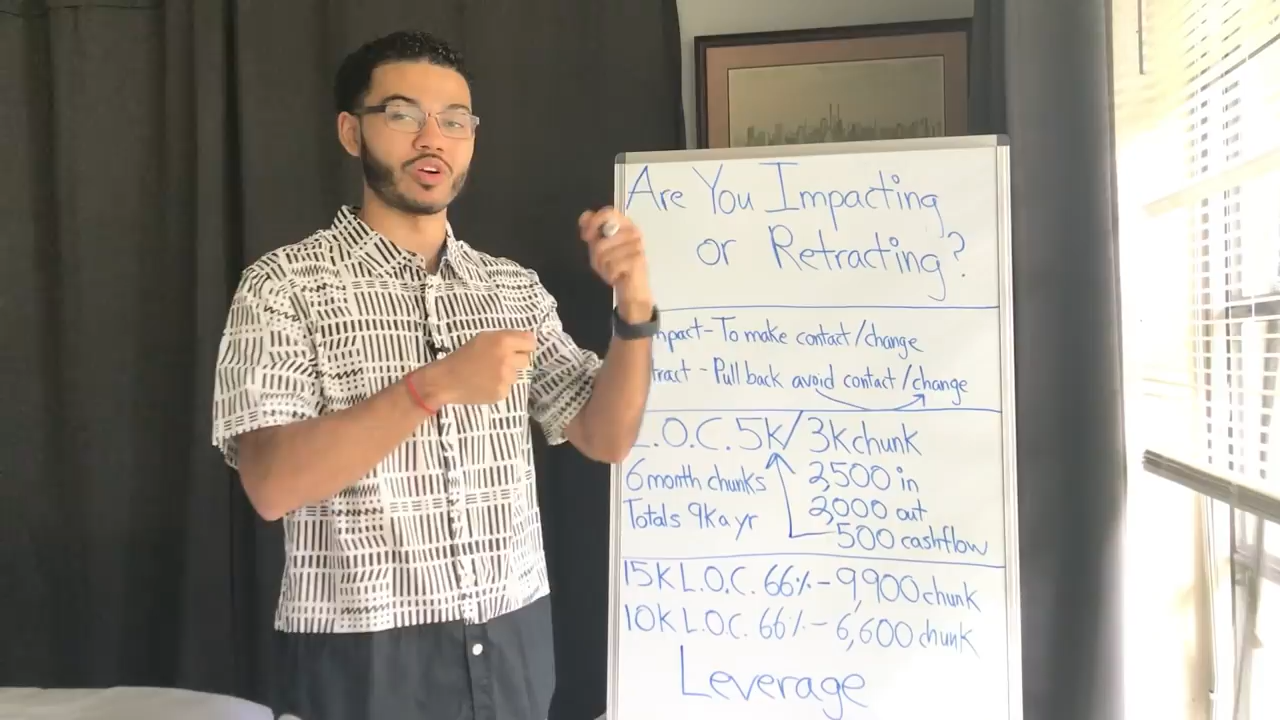 Are You Impacting
or Retracting?
mpact - To make contact/change
tract - Pull back avoid contact/change
L.O.C. 5K/3K chunk
6 month chunks 2,500 in
Totals 9K a yr 2,000 out
500 cashflow
15K L.O.C. 66% - 9,900 chunk
10K L.O.C. 66% - 6,600 chunk
Leverage